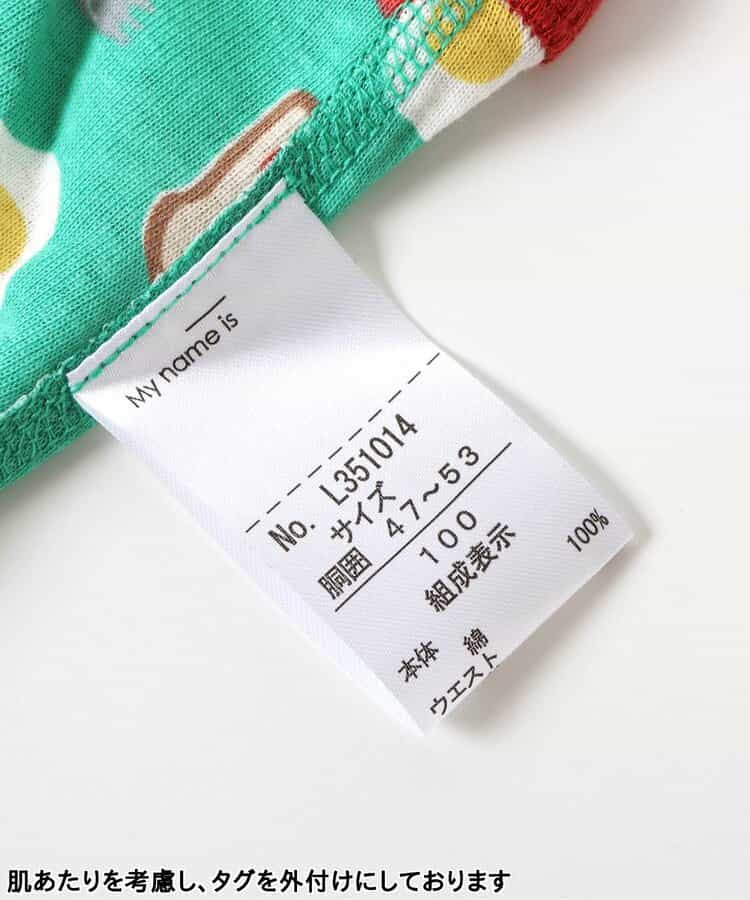 My name is
No. L351014
サイズ
胴囲 47～53
100
組成表示
本体 綿 100%
ウエスト
肌あたりを考慮し、タグを外付けにしております